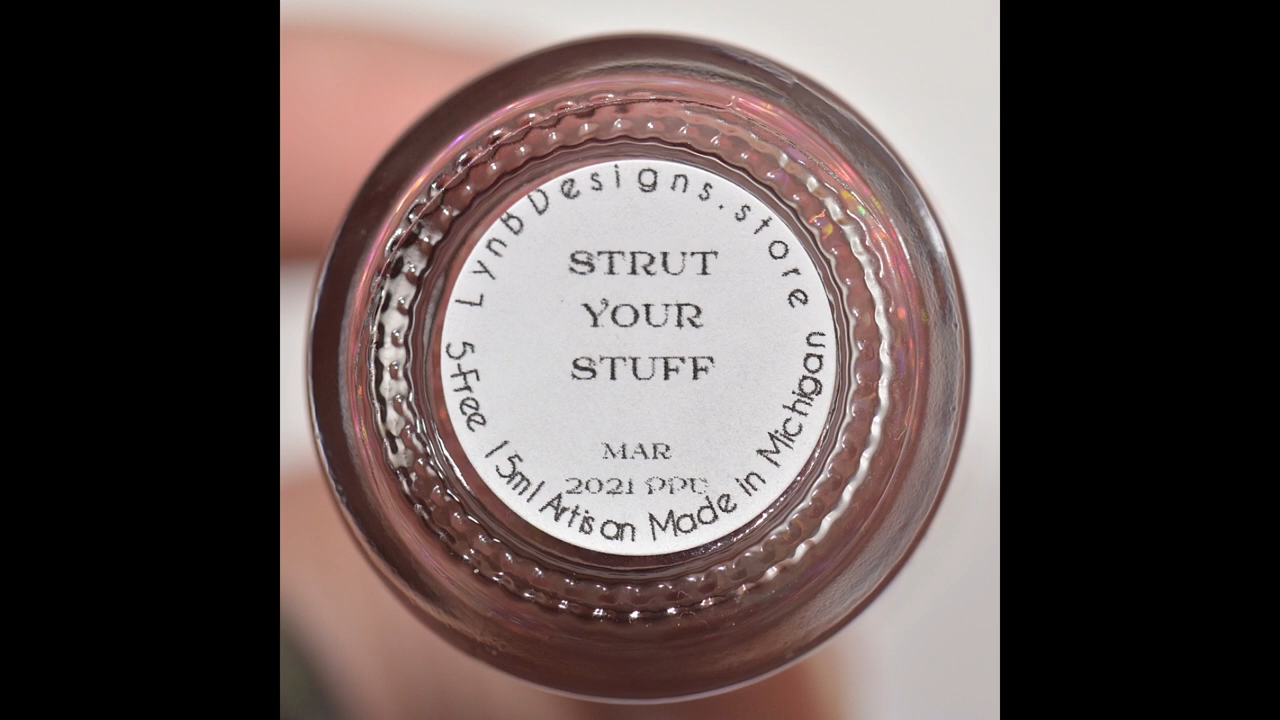 LynBDesigns.store
STRUT
YOUR
STUFF
MAR
2021 PPU
5-Free 15ml Artisan Made in Michigan